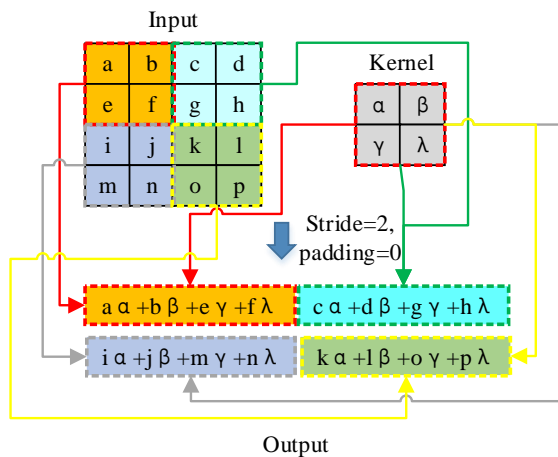 Input
a b c d
e f g h
i j k l
m n o p
Kernel
α β
γ λ
Stride=2,
padding=0
a α +b β +e γ +f λ
c α +d β +g γ +h λ
i α +j β +m γ +n λ
k α +l β +o γ +p λ
Output